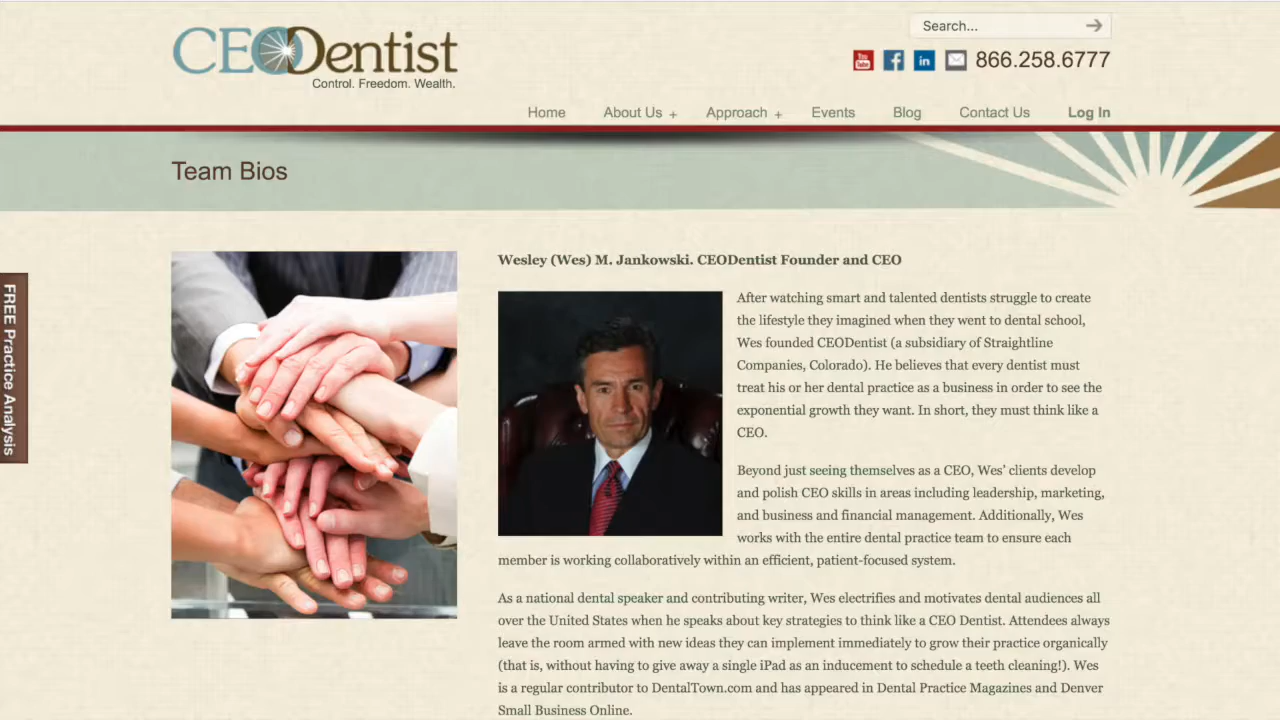 CEODentist
Control. Freedom. Wealth.
Search...
You Tube
f
in
866.258.6777
Home
About Us +
Approach +
Events
Blog
Contact Us
Log In
Team Bios
FREE Practice Analysis
Wesley (Wes) M. Jankowski. CEODentist Founder and CEO
After watching smart and talented dentists struggle to create
the lifestyle they imagined when they went to dental school,
Wes founded CEODentist (a subsidiary of Straightline
Companies, Colorado). He believes that every dentist must
treat his or her dental practice as a business in order to see the
exponential growth they want. In short, they must think like a
CEO.
Beyond just seeing themselves as a CEO, Wes’ clients develop
and polish CEO skills in areas including leadership, marketing,
and business and financial management. Additionally, Wes
works with the entire dental practice team to ensure each
member is working collaboratively within an efficient, patient-focused system.
As a national dental speaker and contributing writer, Wes electrifies and motivates dental audiences all
over the United States when he speaks about key strategies to think like a CEO Dentist. Attendees always
leave the room armed with new ideas they can implement immediately to grow their practice organically
(that is, without having to give away a single iPad as an inducement to schedule a teeth cleaning!). Wes
is a regular contributor to DentalTown.com and has appeared in Dental Practice Magazines and Denver
Small Business Online.